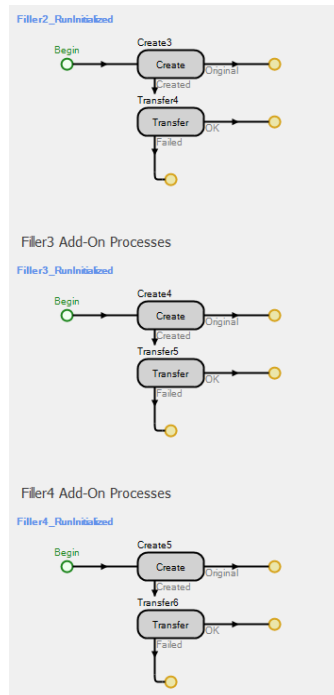 Filler2_RunInitialized
Create3
Begin
Create
Original
Created
Transfer4
Transfer
OK
Failed
Filler3 Add-On Processes
Filler3_RunInitialized
Create4
Begin
Create
Original
Created
Transfer5
Transfer
OK
Failed
Filler4 Add-On Processes
Filler4_RunInitialized
Create5
Begin
Create
Original
Created
Transfer6
Transfer
OK
Failed